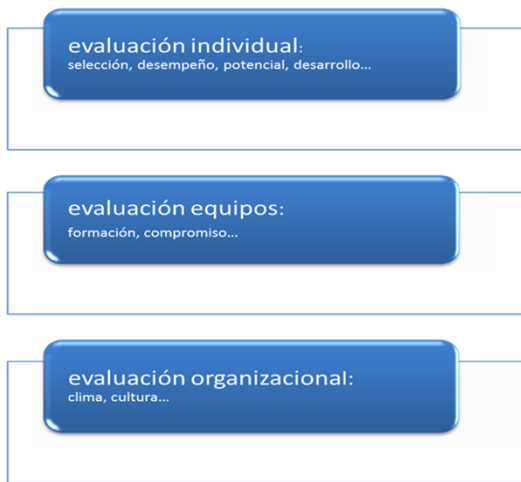 evaluación individual:
selección, desempeño, potencial, desarrollo...
evaluación equipos:
formación, compromiso...
evaluación organizacional:
clima, cultura...